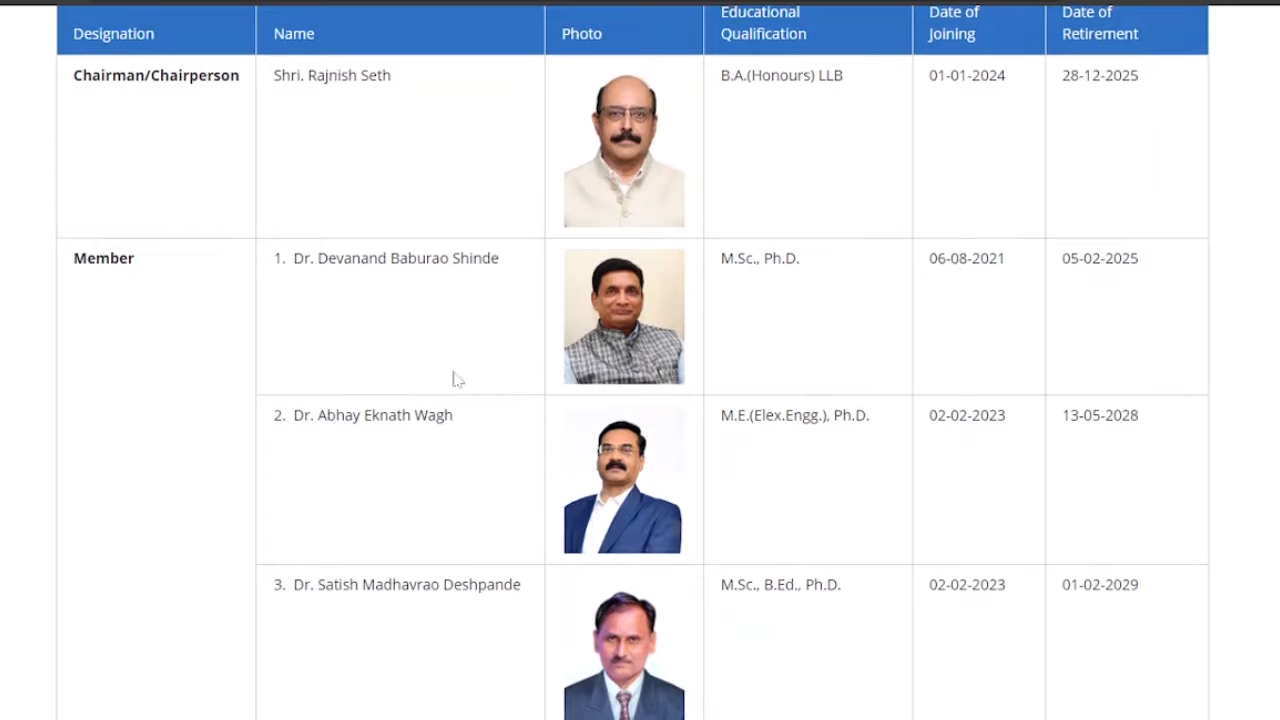 Designation
Name
Photo
Educational
Qualification
Date of
Joining
Date of
Retirement
Chairman/Chairperson
Shri. Rajnish Seth
B.A.(Honours) LLB
01-01-2024
28-12-2025
Member
1. Dr. Devanand Baburao Shinde
M.Sc., Ph.D.
06-08-2021
05-02-2025
2. Dr. Abhay Eknath Wagh
M.E.(Elex.Engg.), Ph.D.
02-02-2023
13-05-2028
3. Dr. Satish Madhavrao Deshpande
M.Sc., B.Ed., Ph.D.
02-02-2023
01-02-2029